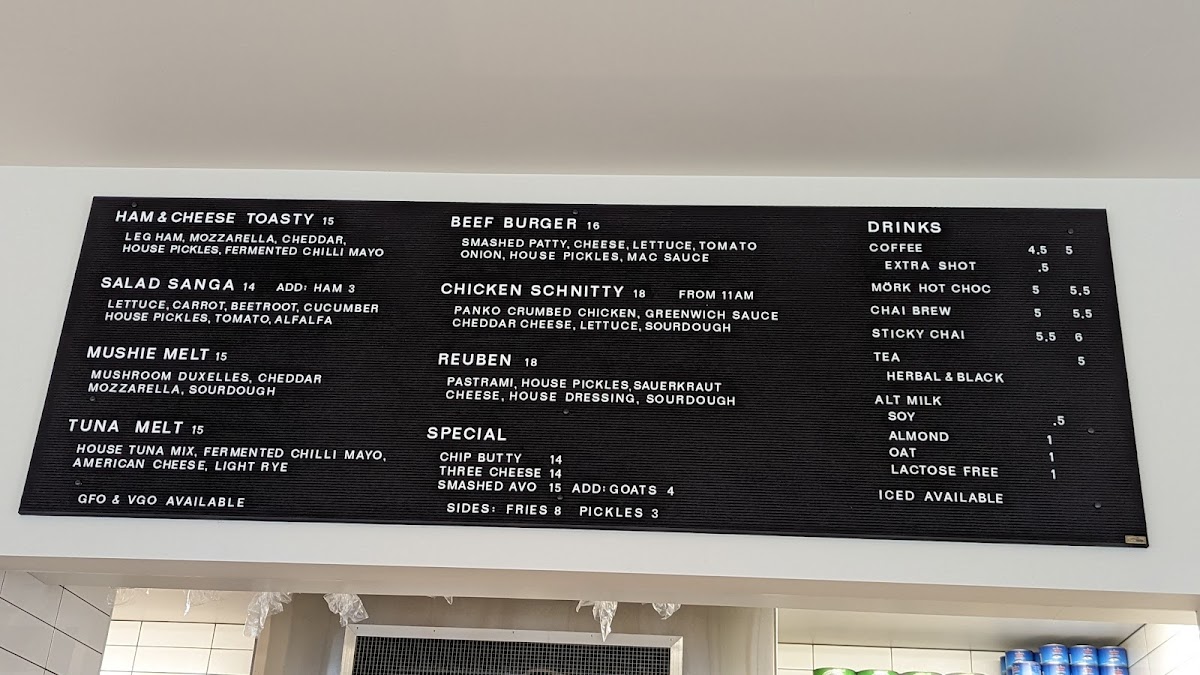 HAM & CHEESE TOASTY 15
LEG HAM, MOZZARELLA, CHEDDAR,
HOUSE PICKLES, FERMENTED CHILLI MAYO
SALAD SANGA 14 ADD: HAM 3
LETTUCE, CARROT, BEETROOT, CUCUMBER
HOUSE PICKLES, TOMATO, ALFALFA
MUSHIE MELT 15
MUSHROOM DUXELLES, CHEDDAR
MOZZARELLA, SOURDOUGH
TUNA MELT 15
HOUSE TUNA MIX, FERMENTED CHILLI MAYO,
AMERICAN CHEESE, LIGHT RYE
GFO & VGO AVAILABLE
BEEF BURGER 16
SMASHED PATTY, CHEESE, LETTUCE, TOMATO
ONION, HOUSE PICKLES, MAC SAUCE
CHICKEN SCHNITTY 18 FROM 11AM
PANKO CRUMBED CHICKEN, GREENWICH SAUCE
CHEDDAR CHEESE, LETTUCE, SOURDOUGH
REUBEN 18
PASTRAMI, HOUSE PICKLES, SAUERKRAUT
CHEESE, HOUSE DRESSING, SOURDOUGH
SPECIAL
CHIP BUTTY 14
THREE CHEESE 14
SMASHED AVO 15 ADD: GOATS 4
SIDES: FRIES 8 PICKLES 3
DRINKS
COFFEE 4.5 5
EXTRA SHOT .5
MÖRK HOT CHOC 5 5.5
CHAI BREW 5 5.5
STICKY CHAI 5.5 6
TEA 5
HERBAL & BLACK
ALT MILK
SOY .5
ALMOND 1
OAT 1
LACTOSE FREE 1
ICED AVAILABLE